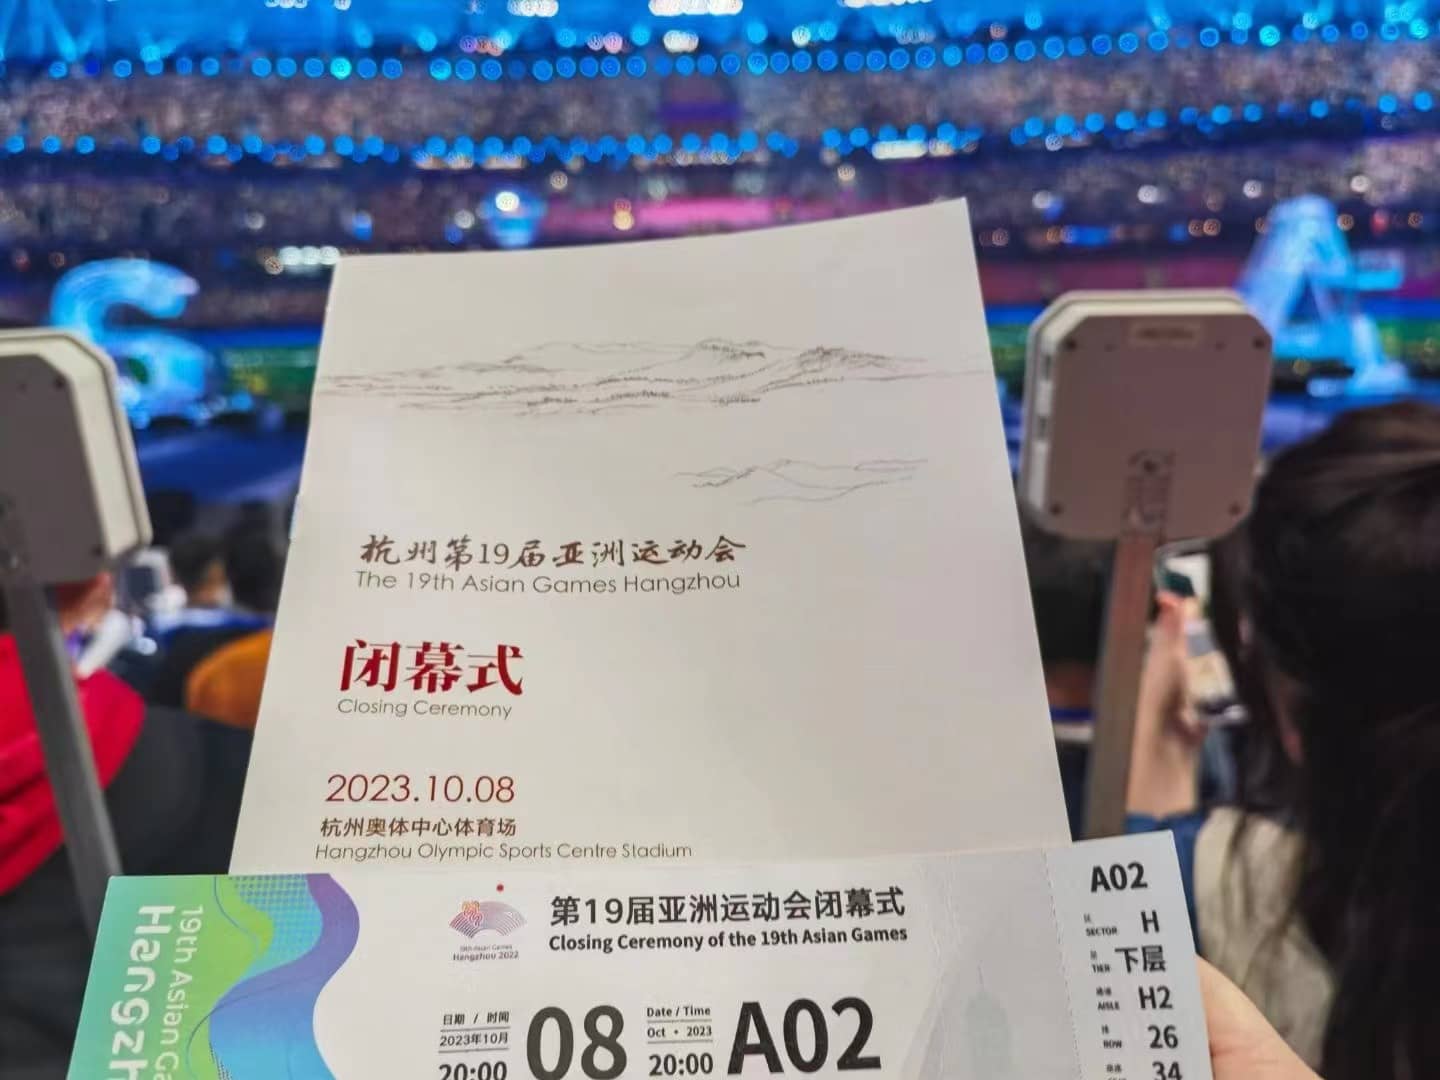 杭州第19届亚洲运动会
The 19th Asian Games Hangzhou
闭幕式
Closing Ceremony
2023.10.08
杭州奥体中心体育场
Hangzhou Olympic Sports Centre Stadium
19th Asian Ga
Hangzh
19th Asian Games
Hangzhou 2022
第19届亚洲运动会闭幕式
Closing Ceremony of the 19th Asian Games
日期 / 时间
2023年10月
20:00
08
Date / Time
Oct · 2023
20:00
A02
A02
区
SECTOR
H
层
TIER
下层
AISLE
H2
排
ROW
26
34
S
A